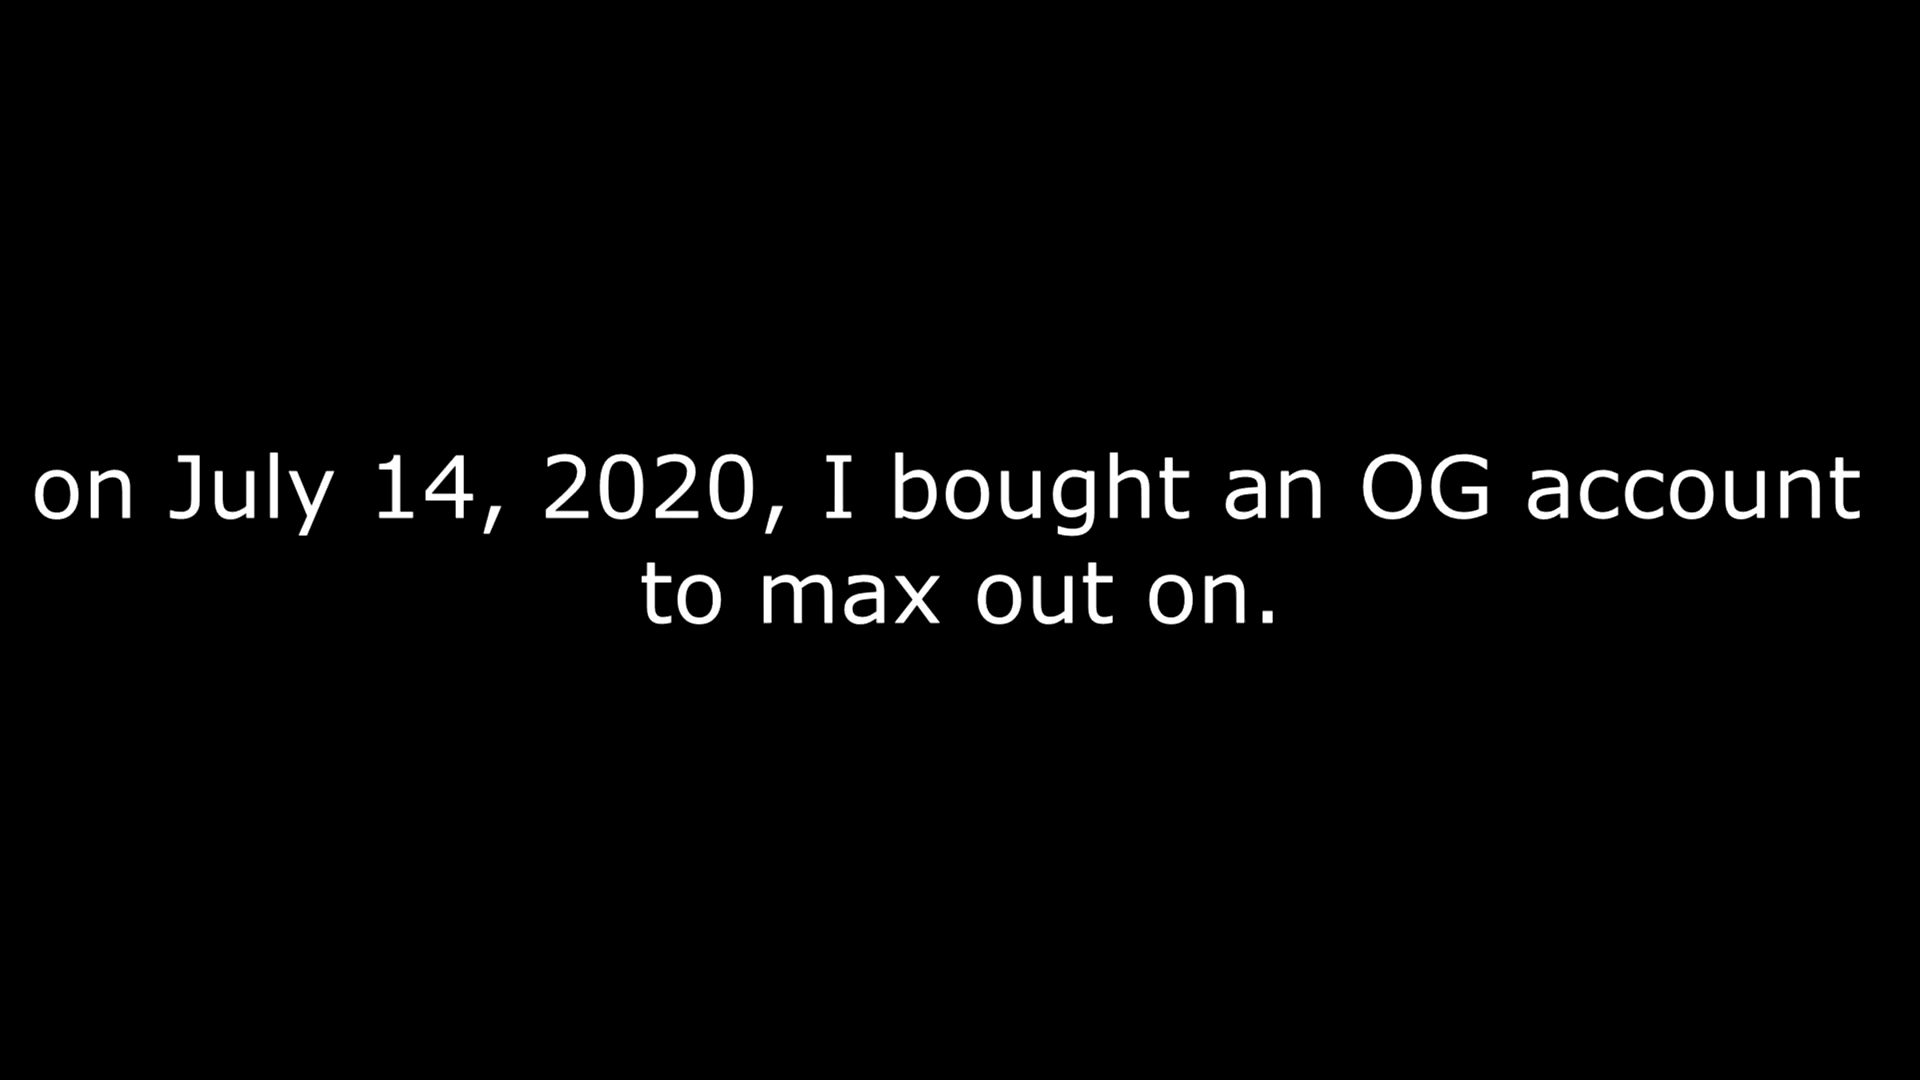 on July 14, 2020, I bought an OG account
to max out on.